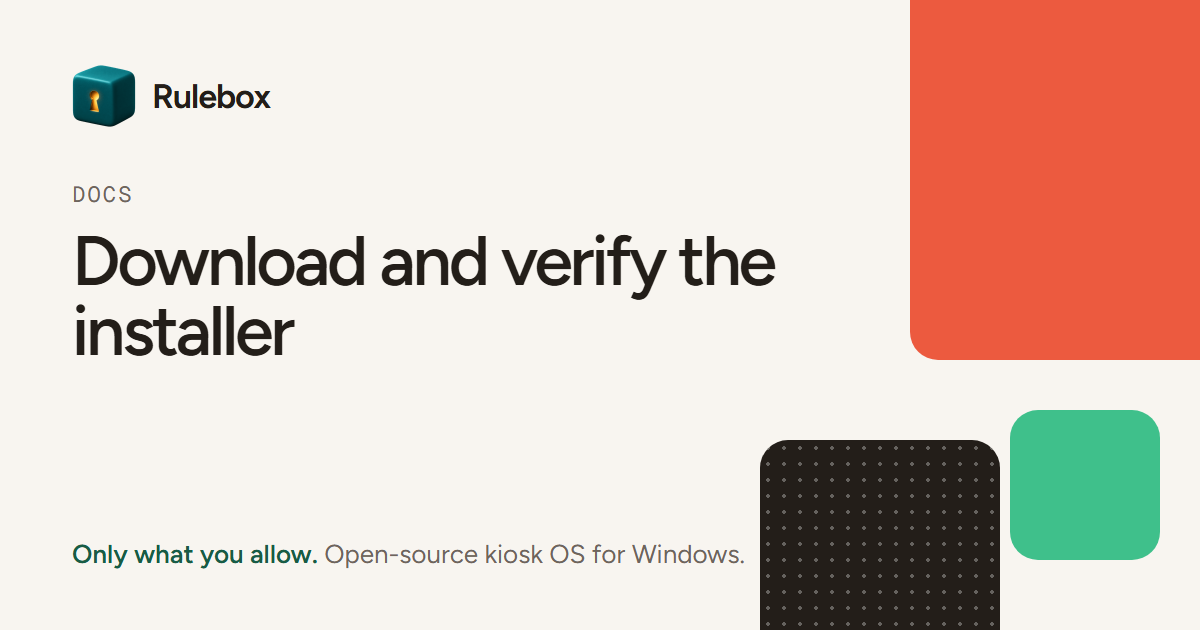 Rulebox
DOCS
Download and verify the
installer
Only what you allow. Open-source kiosk OS for Windows.